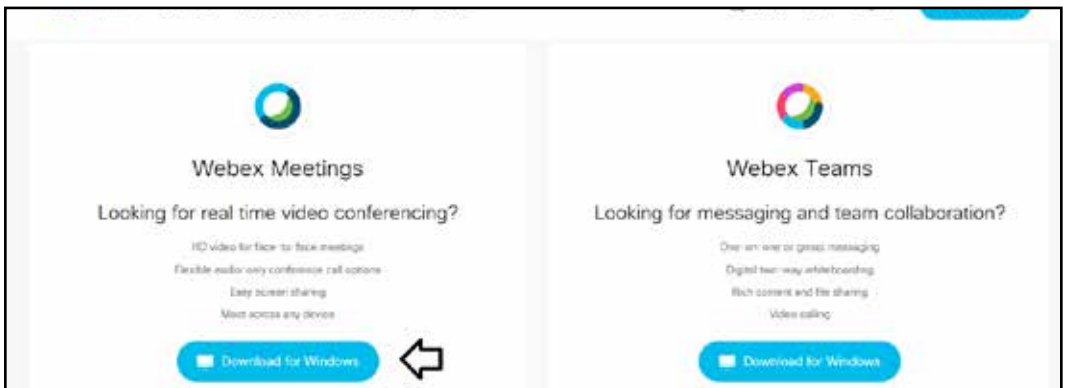 Webex Meetings
Looking for real time video conferencing?
HD video for face-to-face meetings
Flexible audio-only conference call options
Easy screen sharing
Meet across any device
Download for Windows
Webex Teams
Looking for messaging and team collaboration?
One-on-one or group messaging
Digital two-way whiteboarding
Rich content and file sharing
Video calling
Download for Windows